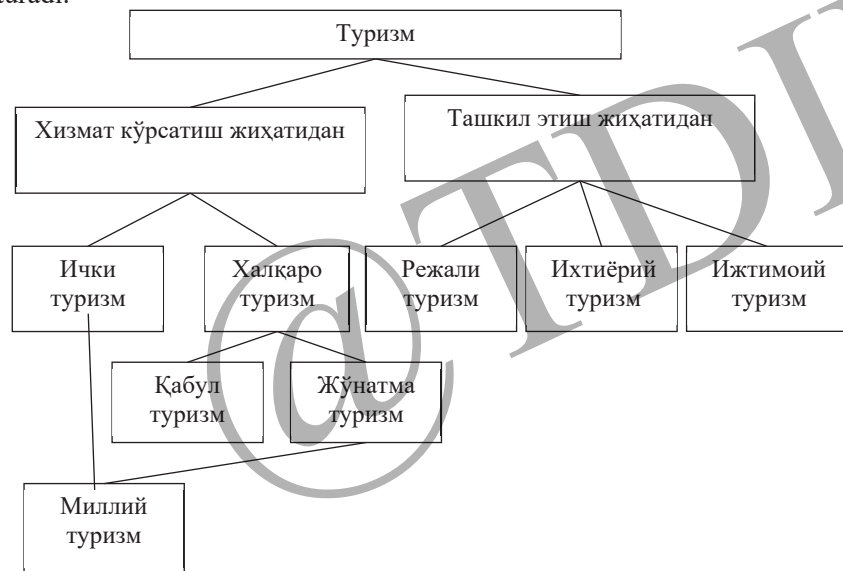 Туризм
Хизмат кўрсатиш жиҳатидан
Ташкил этиш жиҳатидан
Ички
туризм
Халқаро
туризм
Режали
туризм
Ихтиёрий
туризм
Ижтимоий
туризм
Қабул
туризм
Жўнатма
туризм
Миллий
туризм